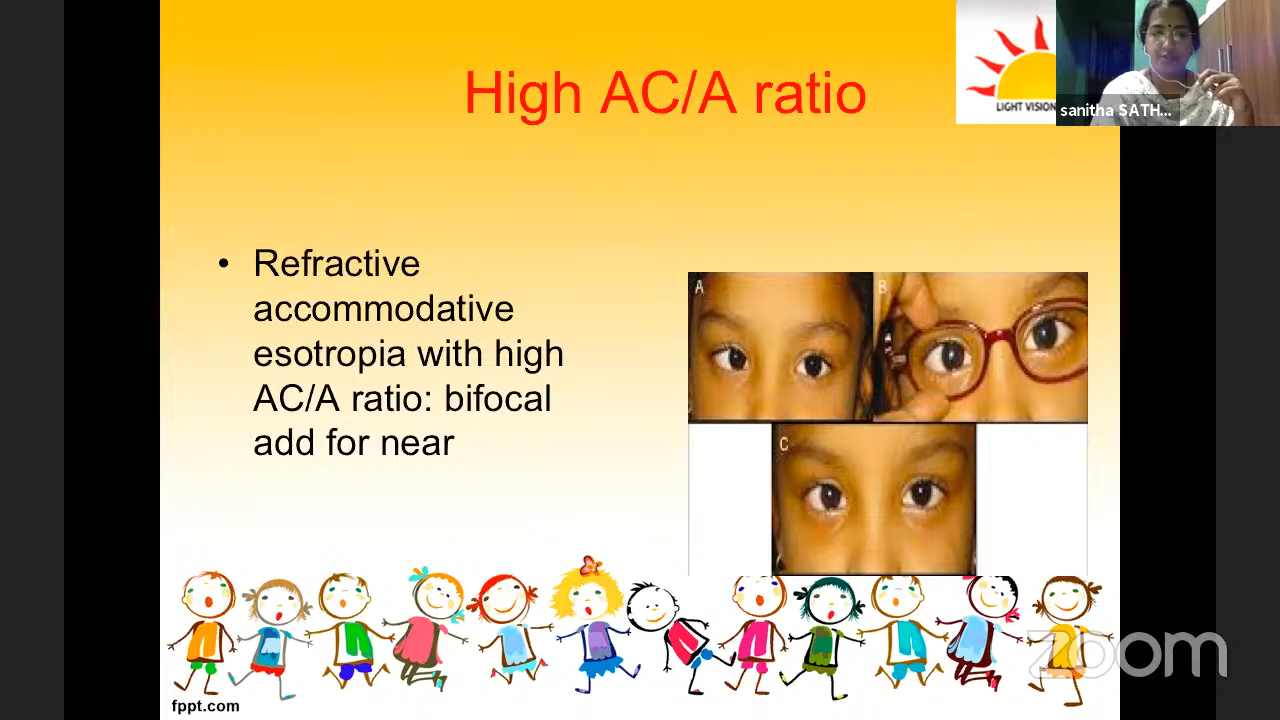 High AC/A ratio
LIGHT VISION
sanitha SATH...
• Refractive
accommodative
esotropia with high
AC/A ratio: bifocal
add for near
A
B
C
zoom
fppt.com